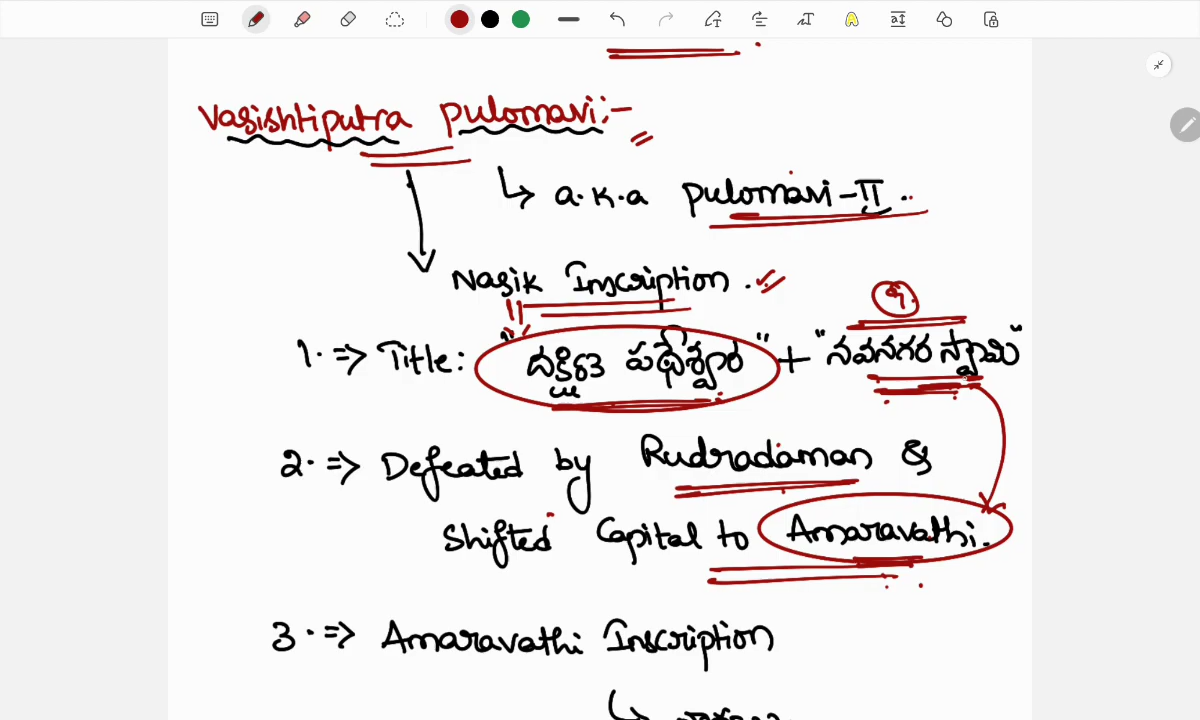 Vasishtiputra Pulomavi:-
a.k.a Pulomavi-II.
Nasik Inscription.
1. => Title: "దక్షిణ పథేశ్వర" + "నవనగర స్వామి"
2. => Defeated by Rudradaman &
Shifted Capital to Amaravathi.
3. => Amaravathi Inscription